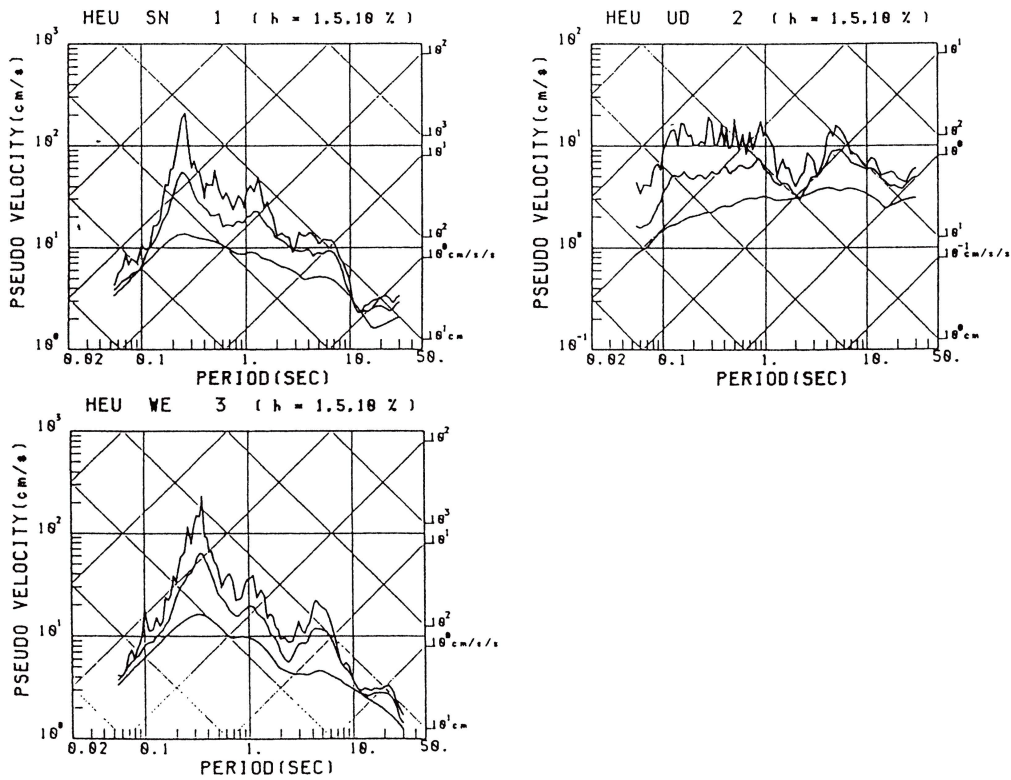 HEU SN 1 ( h = 1.5.10 % )
10³
10²
10¹
10⁰
PSEUDO VELOCITY(cm/s)
10²
10³
10¹
10²
10⁰cm/s/s
10¹cm
0.02 0.1 1. 10. 50.
PERIOD(SEC)
HEU UD 2 ( h = 1.5.10 % )
10²
10¹
10⁰
10⁻¹
PSEUDO VELOCITY(cm/s)
10¹
10²
10⁰
10¹
10⁻¹cm/s/s
10⁰cm
0.02 0.1 1. 10. 50.
PERIOD(SEC)
HEU WE 3 ( h = 1.5.10 % )
10³
10²
10¹
10⁰
PSEUDO VELOCITY(cm/s)
10²
10³
10¹
10²
10⁰cm/s/s
10¹cm
0.02 0.1 1. 10. 50.
PERIOD(SEC)